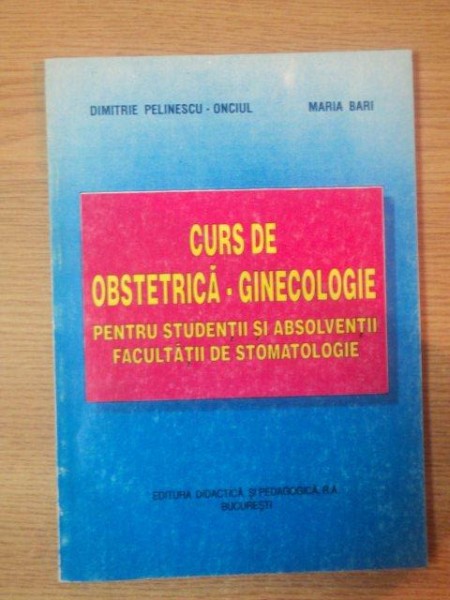 DIMITRIE PELINESCU - ONCIUL MARIA BARI
CURS DE
OBSTETRICĂ - GINECOLOGIE
PENTRU STUDENȚII ȘI ABSOLVENȚII
FACULTĂȚII DE STOMATOLOGIE
EDITURA DIDACTICĂ ȘI PEDAGOGICĂ, R.A.
BUCUREȘTI